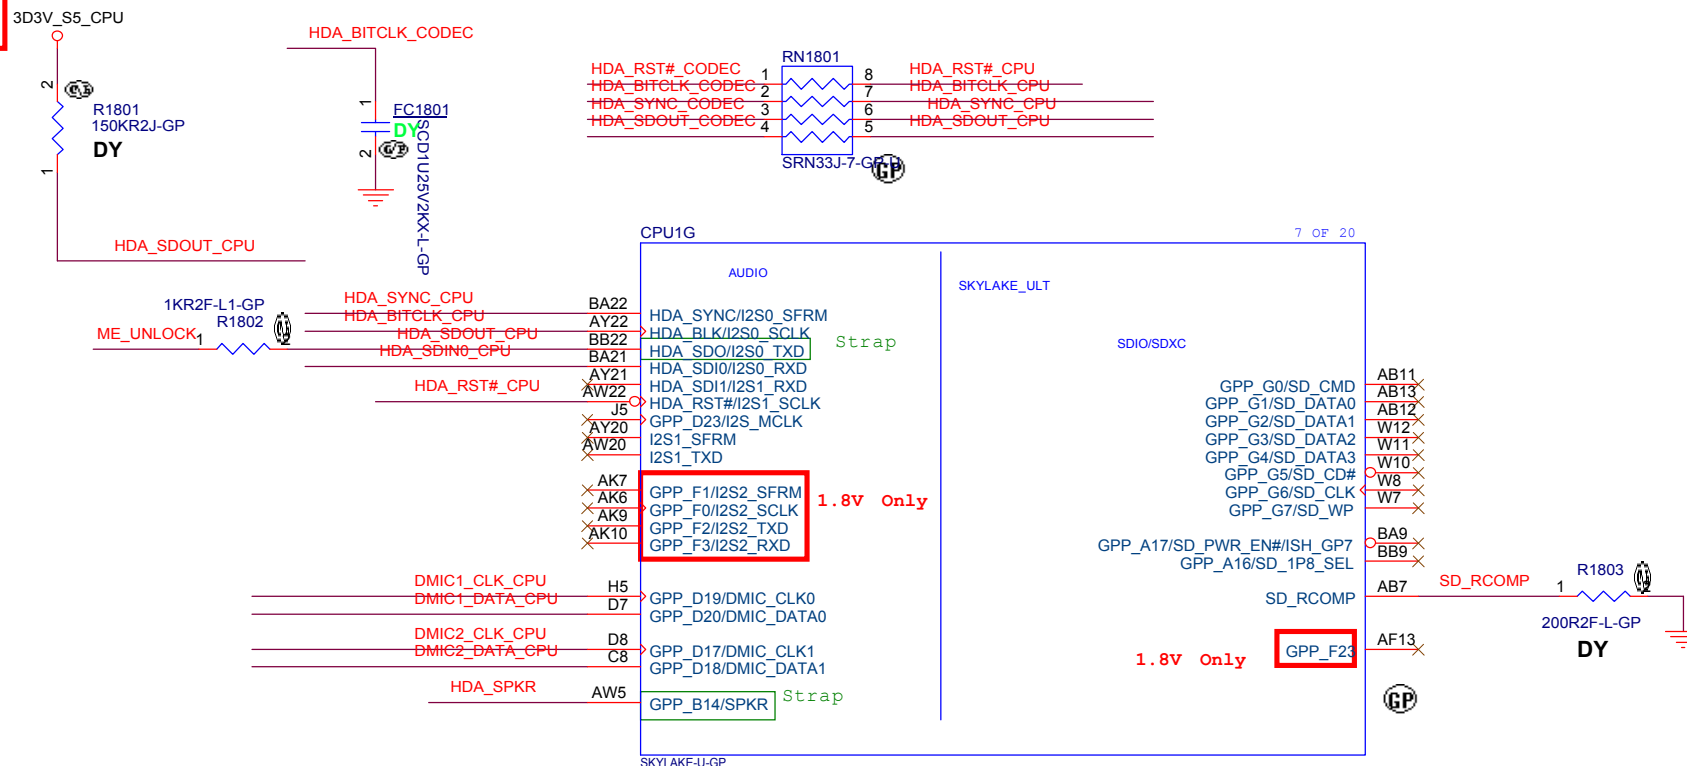 3D3V_S5_CPU
2
R1801
150KR2J-GP
DY
1
HDA_SDOUT_CPU
HDA_BITCLK_CODEC
1
FC1801
DY
SCD1U25V2KX-L-GP
2
RN1801
HDA_RST#_CODEC 1 8 HDA_RST#_CPU
HDA_BITCLK_CODEC 2 7 HDA_BITCLK_CPU
HDA_SYNC_CODEC 3 6 HDA_SYNC_CPU
HDA_SDOUT_CODEC 4 5 HDA_SDOUT_CPU
SRN33J-7-GP-U
GP
CPU1G
7 OF 20
AUDIO
SKYLAKE_ULT
SDIO/SDXC
1KR2F-L1-GP
R1802
ME_UNLOCK 1 2
HDA_SYNC_CPU BA22 HDA_SYNC/I2S0_SFRM
HDA_BITCLK_CPU AY22 HDA_BLK/I2S0_SCLK
HDA_SDOUT_CPU BB22 HDA_SDO/I2S0_TXD Strap
HDA_SDIN0_CPU BA21 HDA_SDI0/I2S0_RXD
AY21 HDA_SDI1/I2S1_RXD
HDA_RST#_CPU AW22 HDA_RST#/I2S1_SCLK
J5 GPP_D23/I2S_MCLK
AY20 I2S1_SFRM
AW20 I2S1_TXD
AK7 GPP_F1/I2S2_SFRM
AK6 GPP_F0/I2S2_SCLK
AK9 GPP_F2/I2S2_TXD
AK10 GPP_F3/I2S2_RXD
1.8V Only
DMIC1_CLK_CPU H5 GPP_D19/DMIC_CLK0
DMIC1_DATA_CPU D7 GPP_D20/DMIC_DATA0
DMIC2_CLK_CPU D8 GPP_D17/DMIC_CLK1
DMIC2_DATA_CPU C8 GPP_D18/DMIC_DATA1
HDA_SPKR AW5 GPP_B14/SPKR Strap
GPP_G0/SD_CMD AB11
GPP_G1/SD_DATA0 AB13
GPP_G2/SD_DATA1 AB12
GPP_G3/SD_DATA2 W12
GPP_G4/SD_DATA3 W11
GPP_G5/SD_CD# W10
GPP_G6/SD_CLK W8
GPP_G7/SD_WP W7
GPP_A17/SD_PWR_EN#/ISH_GP7 BA9
GPP_A16/SD_1P8_SEL BB9
SD_RCOMP AB7 SD_RCOMP 1 2
R1803
200R2F-L-GP
DY
1.8V Only GPP_F23 AF13
GP
SKYLAKE-U-GP